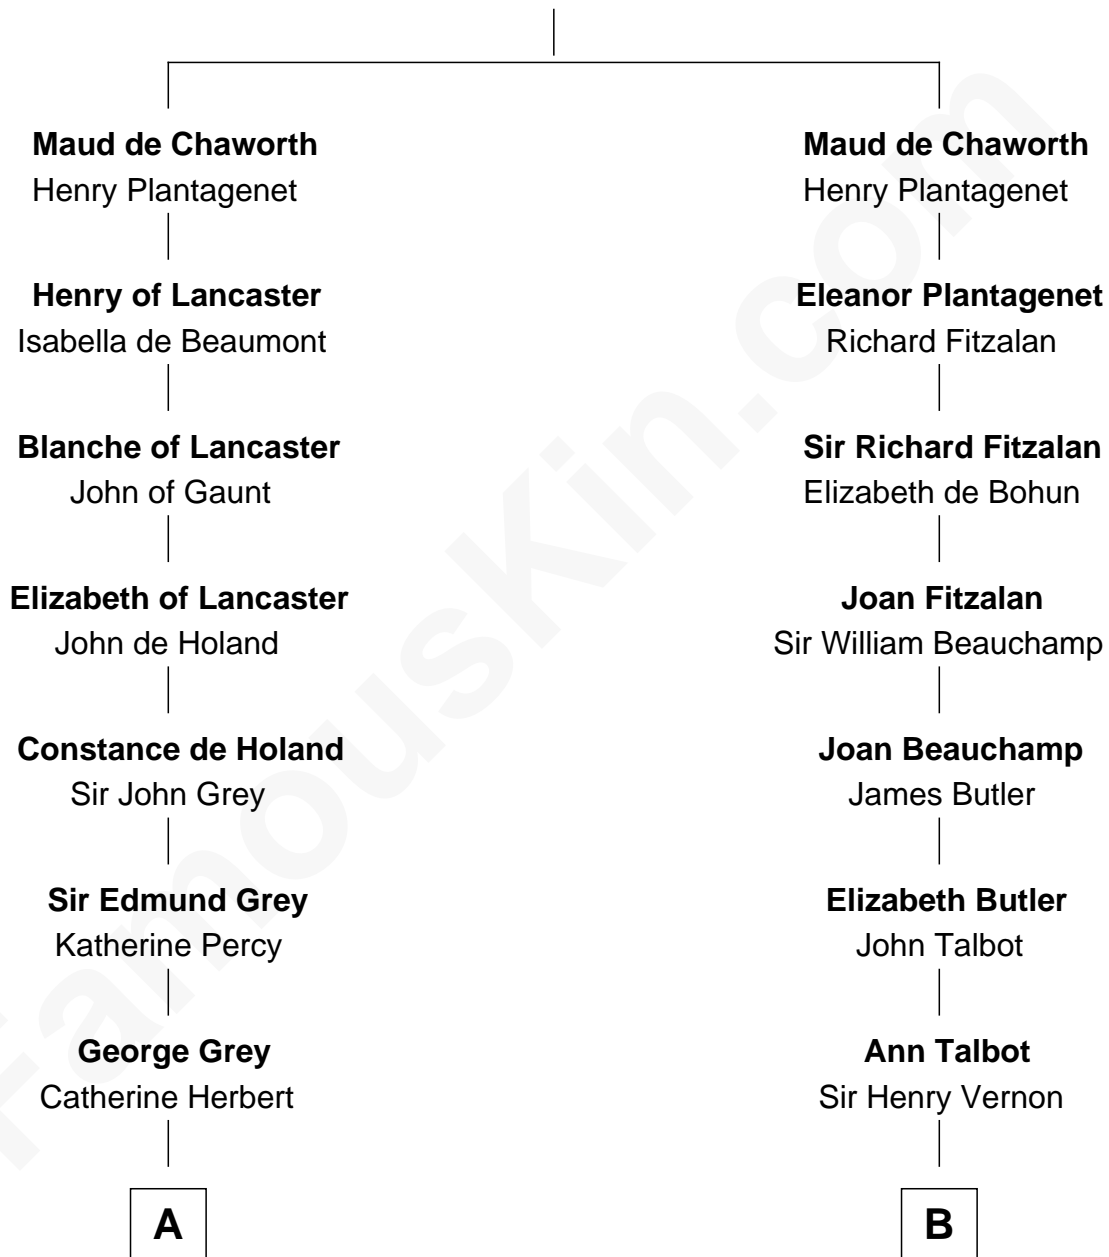 Maud de Chaworth
Henry Plantagenet
Henry of Lancaster
Isabella de Beaumont
Blanche of Lancaster
John of Gaunt
Elizabeth of Lancaster
John de Holand
Constance de Holand
Sir John Grey
Sir Edmund Grey
Katherine Percy
George Grey
Catherine Herbert
A
Maud de Chaworth
Henry Plantagenet
Eleanor Plantagenet
Richard Fitzalan
Sir Richard Fitzalan
Elizabeth de Bohun
Joan Fitzalan
Sir William Beauchamp
Joan Beauchamp
James Butler
Elizabeth Butler
John Talbot
Ann Talbot
Sir Henry Vernon
B
FamousKin.com